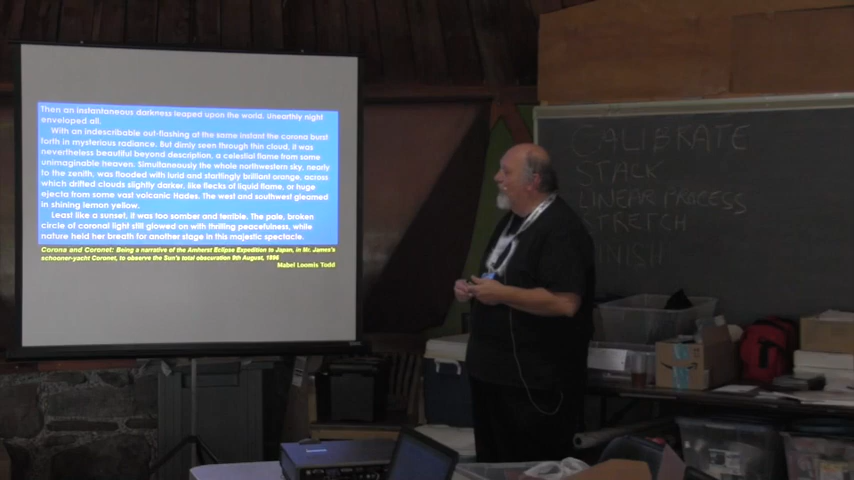 Then an instantaneous darkness leaped upon the world. Unearthly night
enveloped all.
With an indescribable out-flashing at the same instant the corona burst
forth in mysterious radiance. But dimly seen through thin cloud, it was
nevertheless beautiful beyond description, a celestial flame from some
unimaginable heaven. Simultaneously the whole northwestern sky, nearly
to the zenith, was flooded with lurid and startlingly brilliant orange, across
which drifted clouds slightly darker, like flecks of liquid flame, or huge
ejecta from some vast volcanic Hades. The west and southwest gleamed
in shining lemon yellow.
Least like a sunset, it was too somber and terrible. The pale, broken
circle of coronal light still glowed on with thrilling peacefulness, while
nature held her breath for another stage in this majestic spectacle.
Corona and Coronet: Being a narrative of the Amherst Eclipse Expedition to Japan, in Mr. James's
schooner-yacht Coronet, to observe the Sun's total obscuration 9th August, 1896
Mabel Loomis Todd
CALIBRATE
STACK
LINEAR PROCESS
STRETCH
FINISH